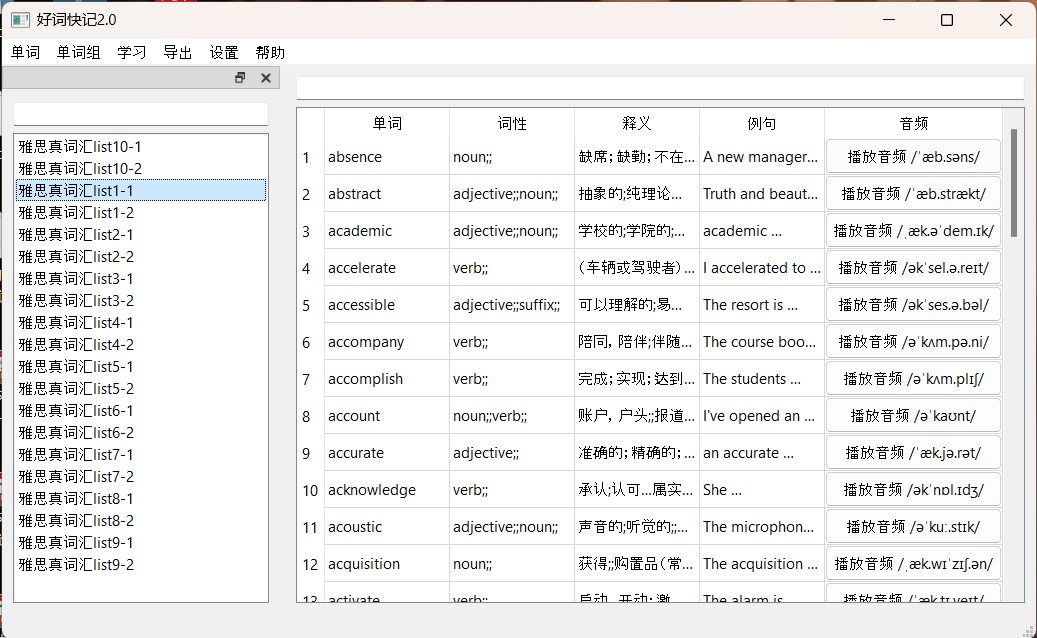 好词快记2.0
单词 单词组 学习 导出 设置 帮助
雅思真词汇list10-1
雅思真词汇list10-2
雅思真词汇list1-1
雅思真词汇list1-2
雅思真词汇list2-1
雅思真词汇list2-2
雅思真词汇list3-1
雅思真词汇list3-2
雅思真词汇list4-1
雅思真词汇list4-2
雅思真词汇list5-1
雅思真词汇list5-2
雅思真词汇list6-1
雅思真词汇list6-2
雅思真词汇list7-1
雅思真词汇list7-2
雅思真词汇list8-1
雅思真词汇list8-2
雅思真词汇list9-1
雅思真词汇list9-2
单词 词性 释义 例句 音频
1 absence noun;; 缺席; 缺勤; 不在... A new manager... 播放音频 /ˈæb.səns/
2 abstract adjective;;noun;; 抽象的;纯理论... Truth and beaut... 播放音频 /ˈæb.strækt/
3 academic adjective;;noun;; 学校的;学院的;... academic ... 播放音频 /ˌæk.əˈdem.ɪk/
4 accelerate verb;; （车辆或驾驶者）... I accelerated to ... 播放音频 /əkˈsel.ə.reɪt/
5 accessible adjective;;suffix;; 可以理解的;易... The resort is ... 播放音频 /əkˈses.ə.bəl/
6 accompany verb;; 陪同，陪伴;伴随... The course boo... 播放音频 /əˈkʌm.pə.ni/
7 accomplish verb;; 完成; 实现; 达到... The students ... 播放音频 /əˈkʌm.plɪʃ/
8 account noun;;verb;; 账户，户头;;报道... I've opened an ... 播放音频 /əˈkaʊnt/
9 accurate adjective;; 准确的; 精确的; ... an accurate ... 播放音频 /ˈæk.jə.rət/
10 acknowledge verb;; 承认;认可...属实... She ... 播放音频 /əkˈnɒl.ɪdʒ/
11 acoustic adjective;;noun;; 声音的;听觉的;;... The microphon... 播放音频 /əˈkuː.stɪk/
12 acquisition noun;; 获得;;购置品（常... The acquisition ... 播放音频 /ˌæk.wɪˈzɪʃ.ən/
13 activate verb;; 启动，开动; 激... The alarm is ... 播放音频 /ˈæk.tɪ.veɪt/